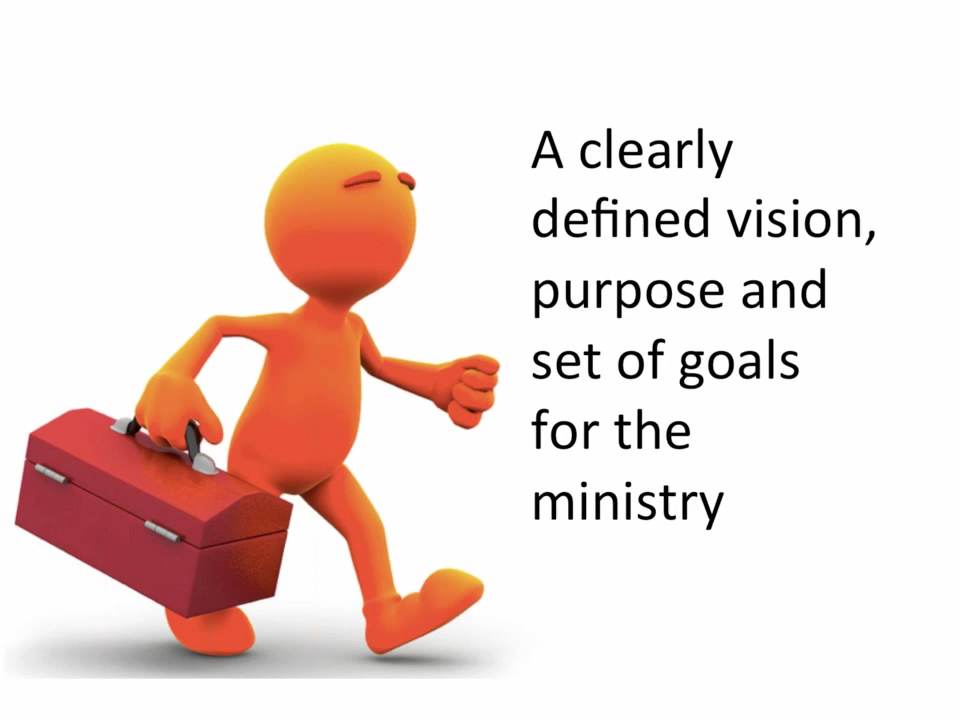 A clearly
defined vision,
purpose and
set of goals
for the
ministry